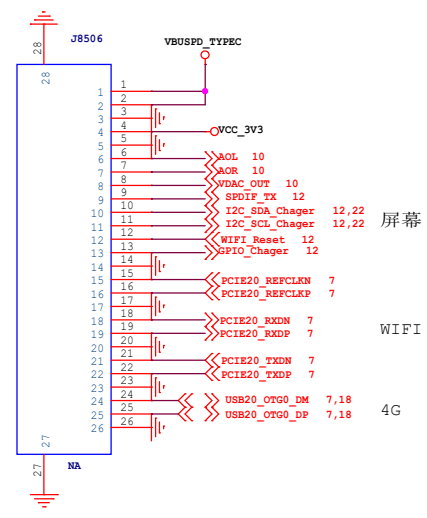 J8506
VBUSPD_TYPEC
28
28
1 1
2 2
3 3
4 4 VCC_3V3
5 5
6 6 AOL 10
7 7 AOR 10
8 8 VDAC_OUT 10
9 9 SPDIF_TX 12
10 10 I2C_SDA_Chager 12,22
屏幕
11 11 I2C_SCL_Chager 12,22
12 12 WIFI_Reset 12
13 13 GPIO_Chager 12
14 14
15 15 PCIE20_REFCLKN 7
16 16 PCIE20_REFCLKP 7
17 17
18 18 PCIE20_RXDN 7
WIFI
19 19 PCIE20_RXDP 7
20 20
21 21 PCIE20_TXDN 7
22 22 PCIE20_TXDP 7
23 23
24 24 USB20_OTG0_DM 7,18
4G
25 25 USB20_OTG0_DP 7,18
26 26
27
27
NA